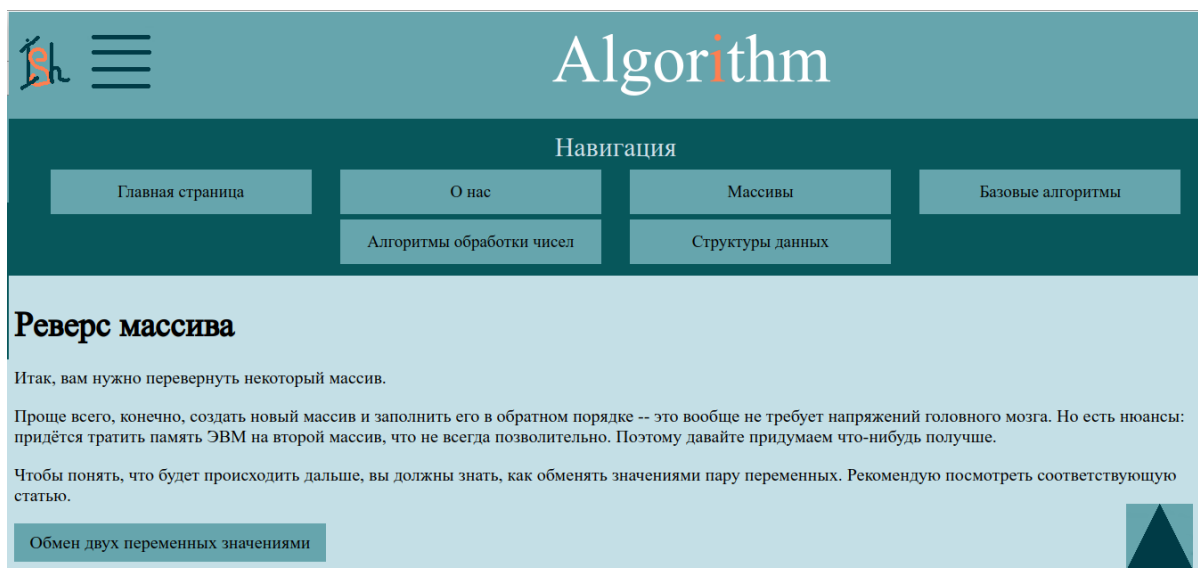 Algorithm
Навигация
Главная страница
О нас
Массивы
Базовые алгоритмы
Алгоритмы обработки чисел
Структуры данных
Реверс массива
Итак, вам нужно перевернуть некоторый массив.
Проще всего, конечно, создать новый массив и заполнить его в обратном порядке -- это вообще не требует напряжений головного мозга. Но есть нюансы:
придётся тратить память ЭВМ на второй массив, что не всегда позволительно. Поэтому давайте придумаем что-нибудь получше.
Чтобы понять, что будет происходить дальше, вы должны знать, как обменять значениями пару переменных. Рекомендую посмотреть соответствующую
статью.
Обмен двух переменных значениями